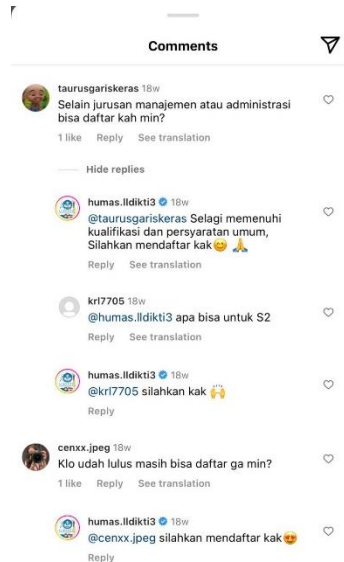 Comments
taurusgariskeras 18w
Selain jurusan manajemen atau administrasi
bisa daftar kah min?
1 like Reply See translation
Hide replies
humas.lldikti3 18w
@taurusgariskeras Selagi memenuhi
kualifikasi dan persyaratan umum,
Silahkan mendaftar kak😊 🙏
Reply See translation
krl7705 18w
@humas.lldikti3 apa bisa untuk S2
Reply See translation
humas.lldikti3 18w
@krl7705 silahkan kak 🙌
Reply
cenxx.jpeg 18w
Klo udah lulus masih bisa daftar ga min?
1 like Reply See translation
humas.lldikti3 18w
@cenxx.jpeg silahkan mendaftar kak😍
Reply